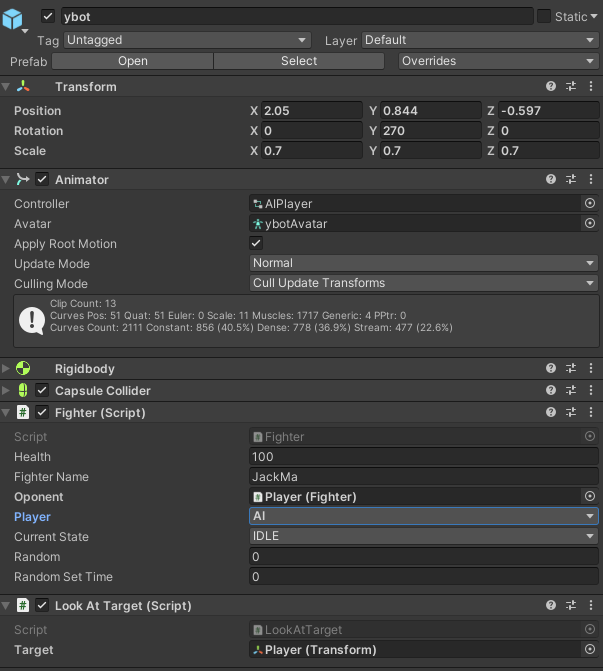 ybot Static
Tag Untagged Layer Default
Prefab Open Select Overrides
Transform
Position X 2.05 Y 0.844 Z -0.597
Rotation X 0 Y 270 Z 0
Scale X 0.7 Y 0.7 Z 0.7
Animator
Controller AIPlayer
Avatar ybotAvatar
Apply Root Motion
Update Mode Normal
Culling Mode Cull Update Transforms
Clip Count: 13
Curves Pos: 51 Quat: 51 Euler: 0 Scale: 11 Muscles: 1717 Generic: 4 PPtr: 0
Curves Count: 2111 Constant: 856 (40.5%) Dense: 778 (36.9%) Stream: 477 (22.6%)
Rigidbody
Capsule Collider
Fighter (Script)
Script Fighter
Health 100
Fighter Name JackMa
Oponent Player (Fighter)
Player AI
Current State IDLE
Random 0
Random Set Time 0
Look At Target (Script)
Script LookAtTarget
Target Player (Transform)